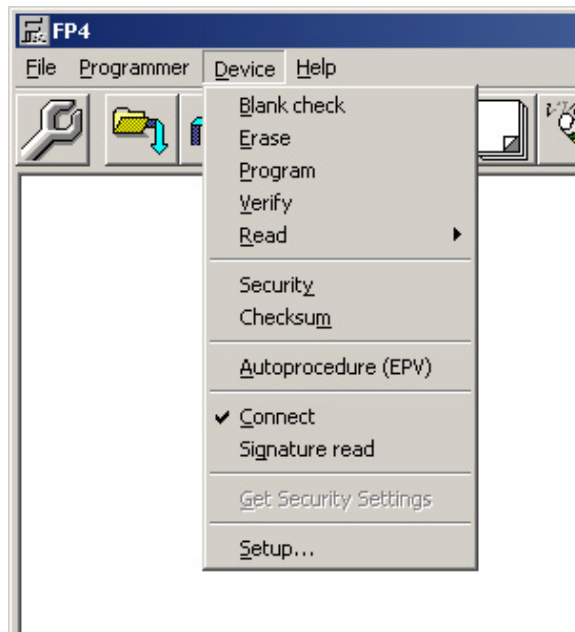 FP4
File Programmer Device Help
Blank check
Erase
Program
Verify
Read
Security
Checksum
Autoprocedure (EPV)
Connect
Signature read
Get Security Settings
Setup...